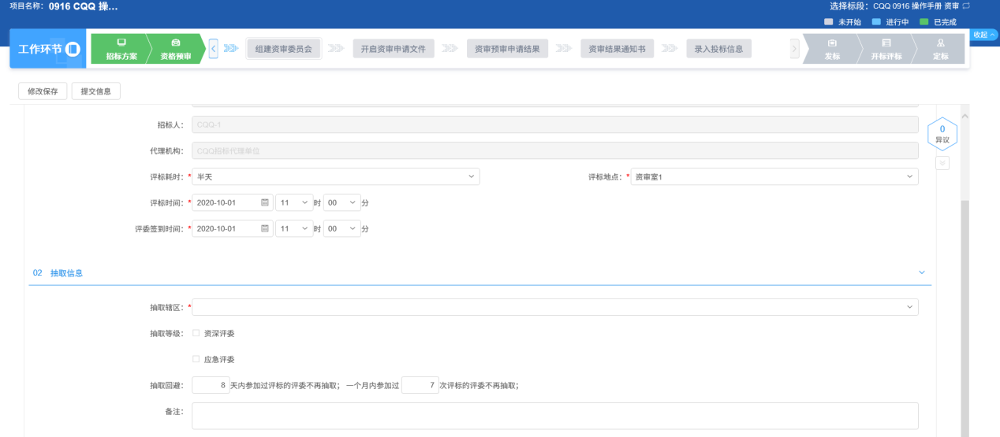 项目名称: 0916 CQQ 操... 选择标段: CQQ 0916 操作手册 资审
未开始 进行中 已完成
收起
工作环节 招标方案 资格预审 组建资审委员会 开启资审申请文件 资审预审申请结果 资审结果通知书 录入投标信息 发标 开标评标 定标
修改保存 提交信息
招标人: CQQ-1
0
异议
代理机构: CQQ招标代理单位
评标耗时: * 半天 评标地点: * 资审室1
评标时间: * 2020-10-01 11 时 00 分
评委签到时间: * 2020-10-01 11 时 00 分
02 抽取信息
抽取辖区: *
抽取等级: 资深评委
应急评委
抽取回避: 8 天内参加过评标的评委不再抽取; 一个月内参加过 7 次评标的评委不再抽取;
备注: